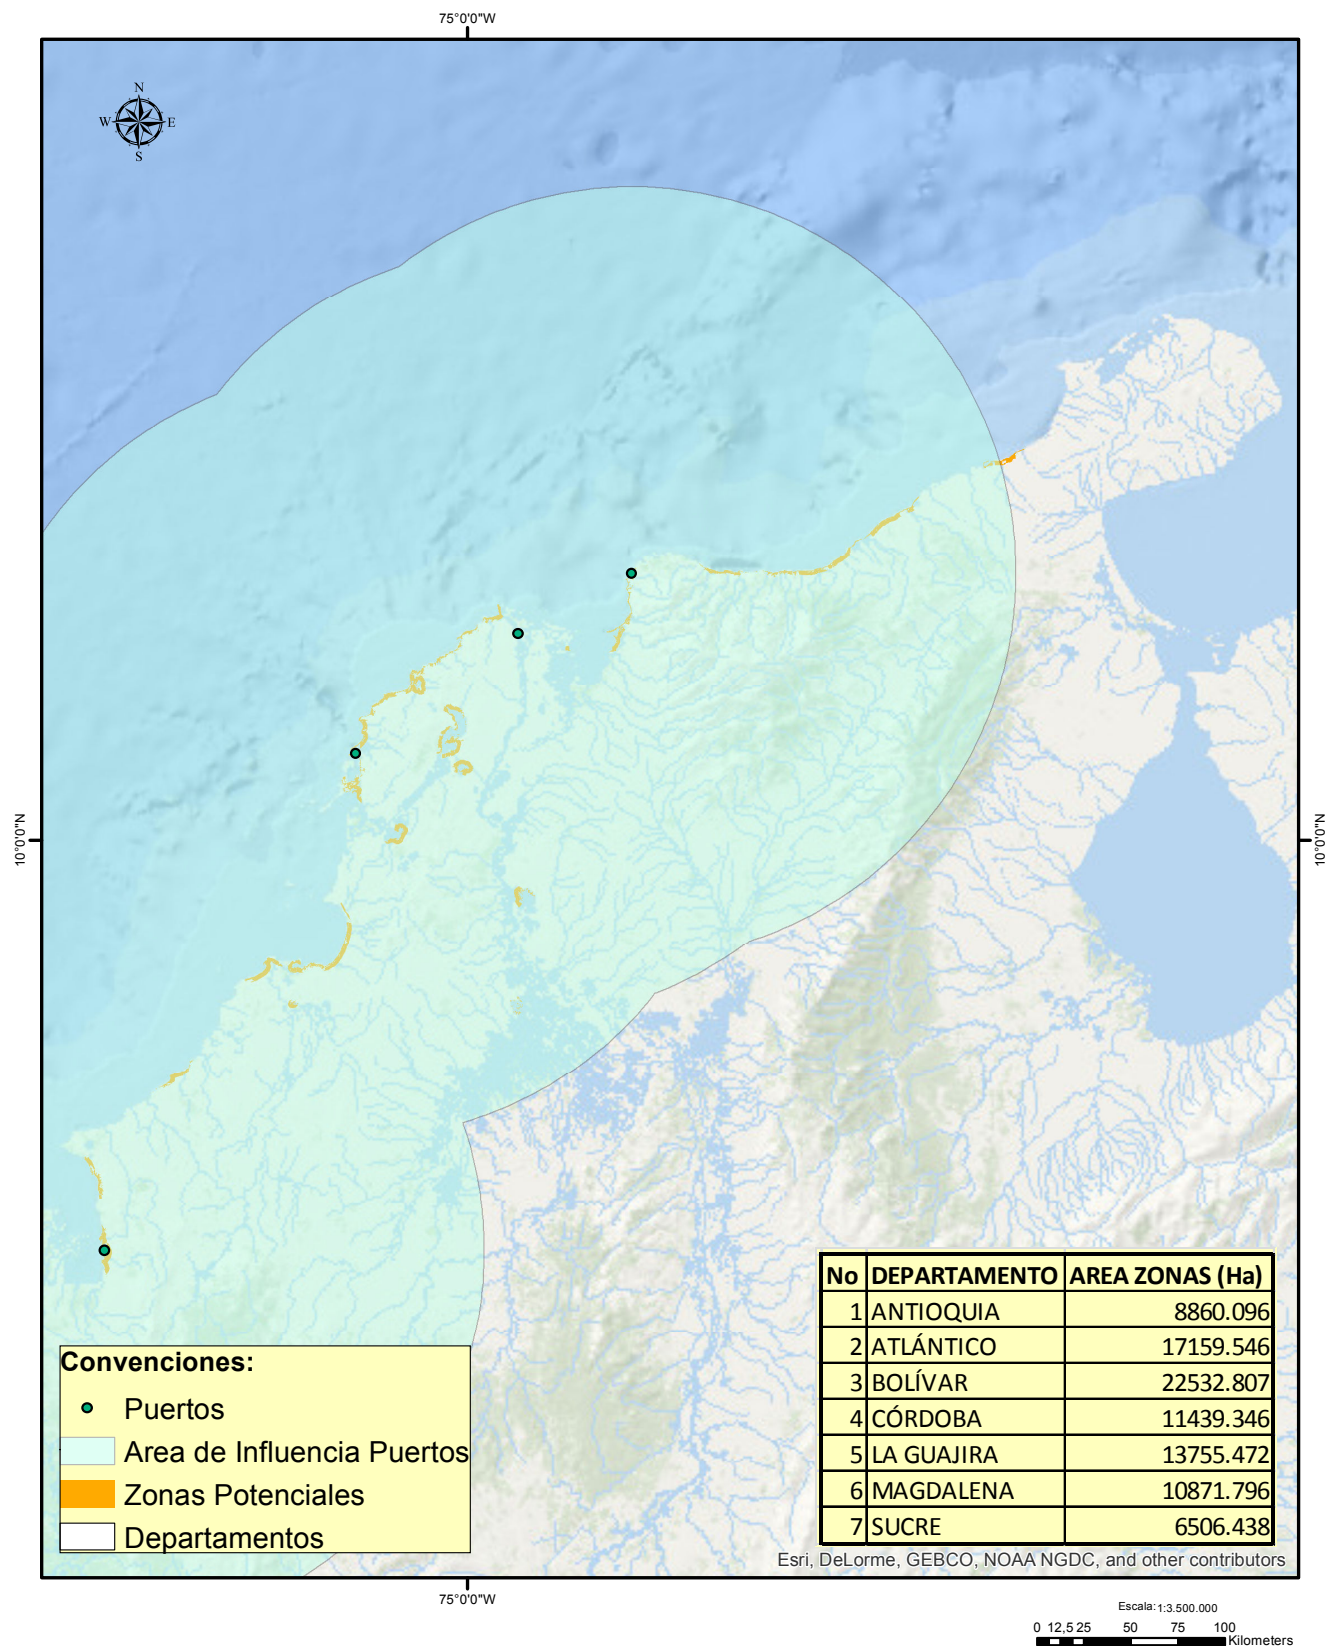 75°0'0"W
N
W E
S
10°0'0"N
10°0'0"N
No DEPARTAMENTO AREA ZONAS (Ha)
1 ANTIOQUIA 8860.096
2 ATLÁNTICO 17159.546
3 BOLÍVAR 22532.807
4 CÓRDOBA 11439.346
5 LA GUAJIRA 13755.472
6 MAGDALENA 10871.796
7 SUCRE 6506.438
Convenciones:
Puertos
Area de Influencia Puertos
Zonas Potenciales
Departamentos
Esri, DeLorme, GEBCO, NOAA NGDC, and other contributors
75°0'0"W
Escala: 1:3.500.000
0 12,5 25 50 75 100
Kilometers